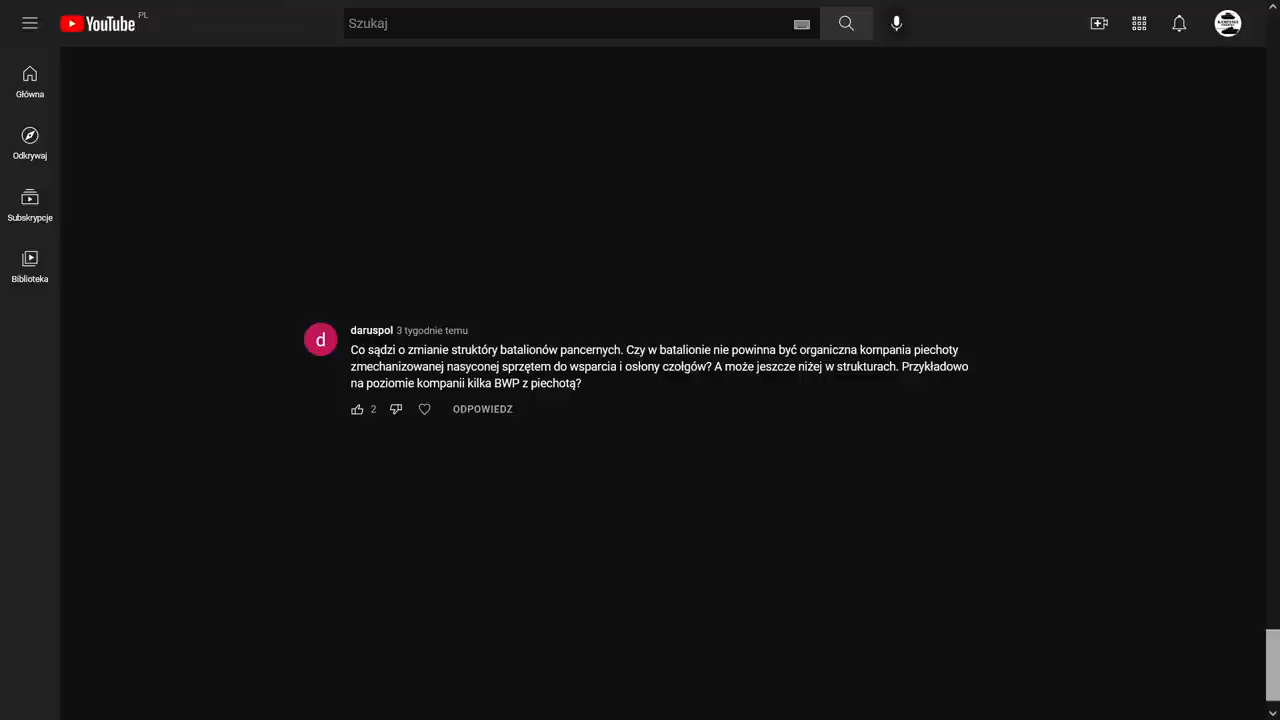 YouTube PL
Szukaj
Główna
Odkrywaj
Subskrypcje
Biblioteka
d
daruspol 3 tygodnie temu
Co sądzi o zmianie struktóry batalionów pancernych. Czy w batalionie nie powinna być organiczna kompania piechoty
zmechanizowanej nasyconej sprzętem do wsparcia i osłony czołgów? A może jeszcze niżej w strukturach. Przykładowo
na poziomie kompanii kilka BWP z piechotą?
2 ODPOWIEDZ